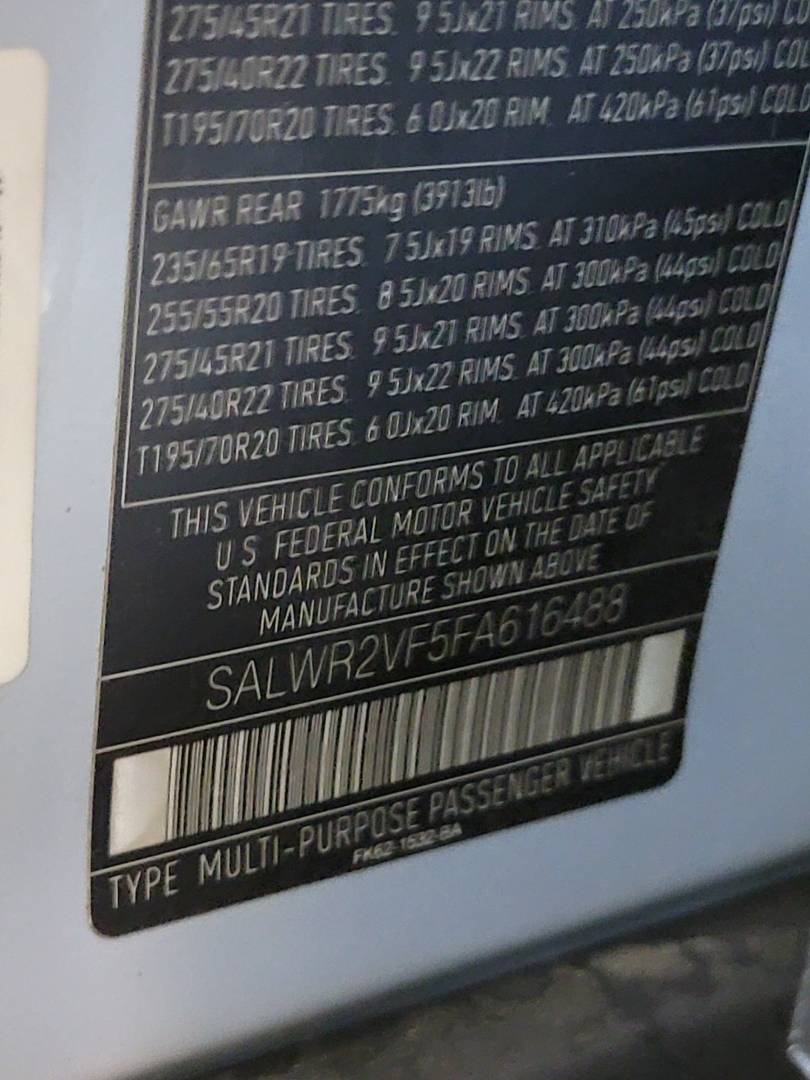 275/45R21 TIRES. 9 5Jx21 RIMS. AT 250kPa (37psi)
275/40R22 TIRES. 9 5Jx22 RIMS. AT 250kPa (37psi) COL
T195/70R20 TIRES. 6 0Jx20 RIM. AT 420kPa (61psi) COLD
GAWR REAR 1775kg (3913lb)
235/65R19 TIRES. 7 5Jx19 RIMS. AT 310kPa (45psi) COLD
255/55R20 TIRES. 8 5Jx20 RIMS. AT 300kPa (44psi) COLD
275/45R21 TIRES. 9 5Jx21 RIMS. AT 300kPa (44psi) COLD
275/40R22 TIRES. 9 5Jx22 RIMS. AT 300kPa (44psi) COLD
T195/70R20 TIRES. 6 0Jx20 RIM. AT 420kPa (61psi) COLD
THIS VEHICLE CONFORMS TO ALL APPLICABLE
U S FEDERAL MOTOR VEHICLE SAFETY
STANDARDS IN EFFECT ON THE DATE OF
MANUFACTURE SHOWN ABOVE
SALWR2VF5FA616488
TYPE MULTI-PURPOSE PASSENGER VEHICLE
FK62-1532-BA